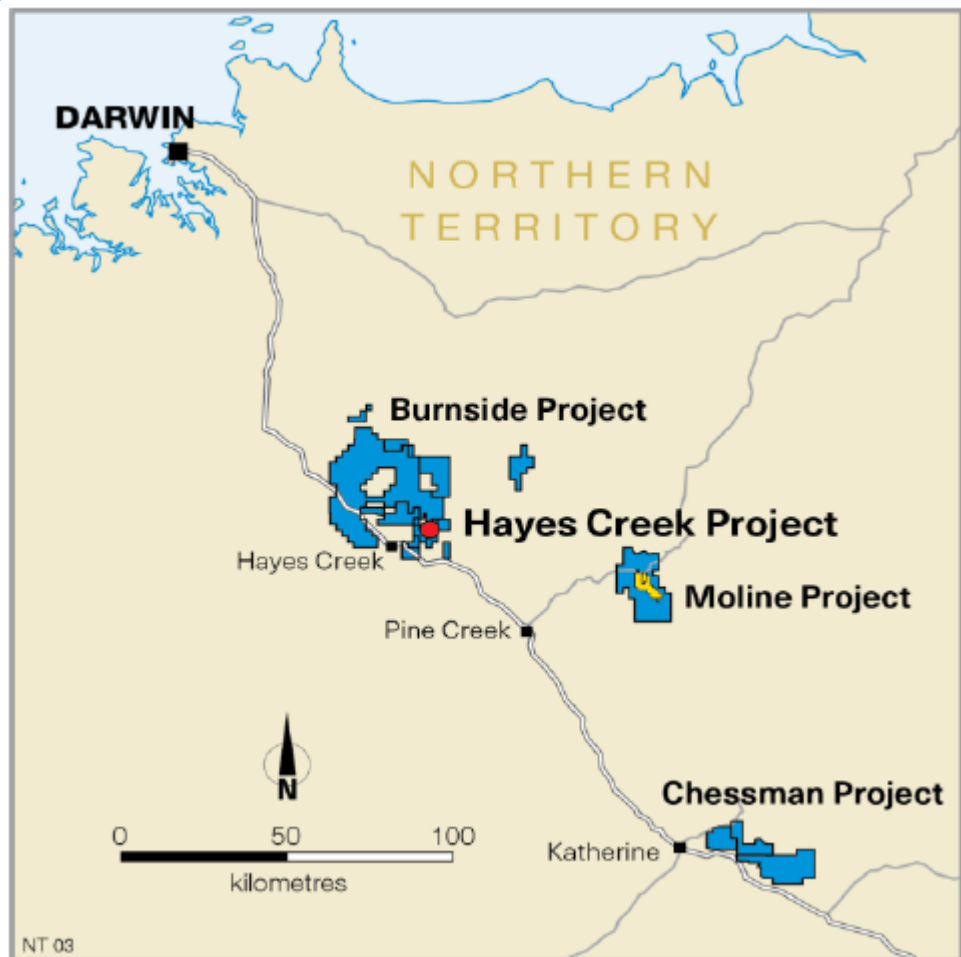 DARWIN
NORTHERN
TERRITORY
Burnside Project
Hayes Creek Project
Hayes Creek
Moline Project
Pine Creek
Chessman Project
N
0 50 100
kilometres
Katherine
NT 03